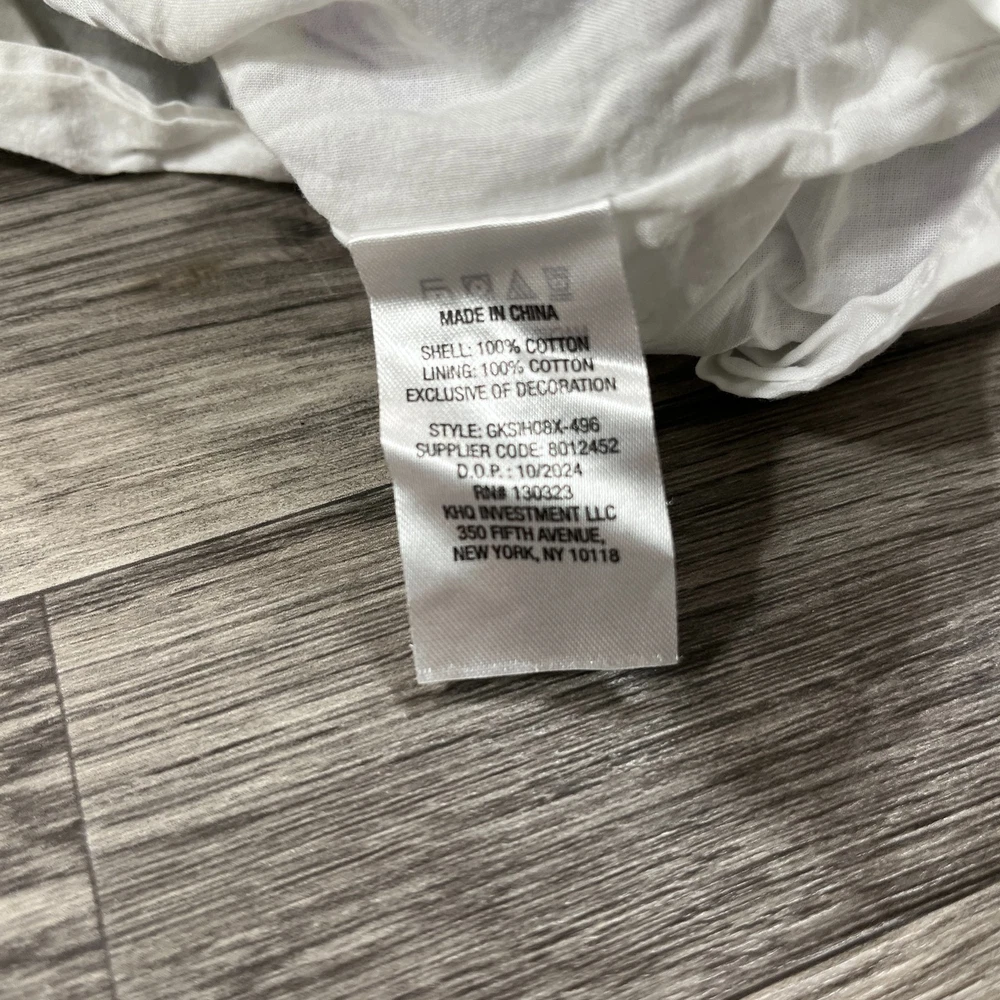 MADE IN CHINA
SHELL: 100% COTTON
LINING: 100% COTTON
EXCLUSIVE OF DECORATION
STYLE: GKSIH08X-496
SUPPLIER CODE: 8012452
D.O.P.: 10/2024
RN# 130323
KHQ INVESTMENT LLC
350 FIFTH AVENUE,
NEW YORK, NY 10118